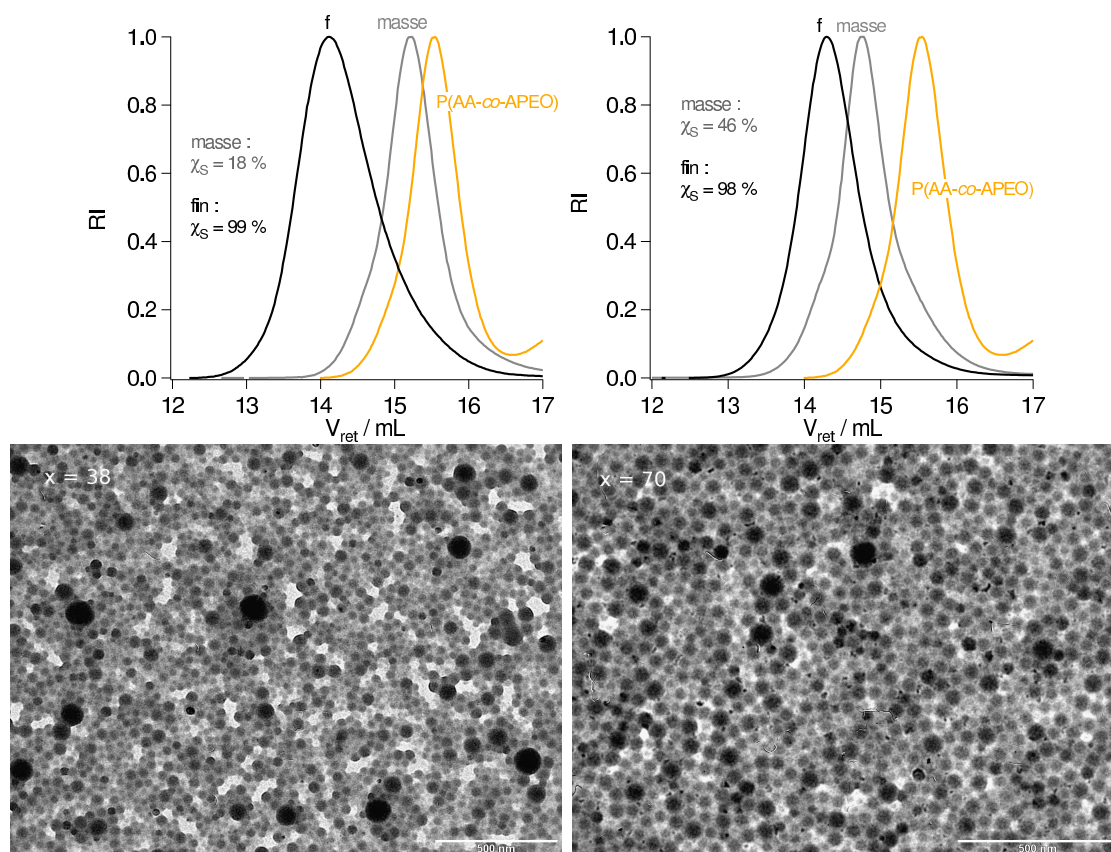 f
masse
1.0
0.8
0.6
0.4
0.2
0.0
RI
P(AA-co-APEO)
masse :
χS = 18 %
fin :
χS = 99 %
12 13 14 15 16 17
Vret / mL
f masse
1.0
0.8
0.6
0.4
0.2
0.0
RI
masse :
χS = 46 %
fin :
χS = 98 %
P(AA-co-APEO)
12 13 14 15 16 17
Vret / mL
x = 38
500 nm
x = 70
500 nm